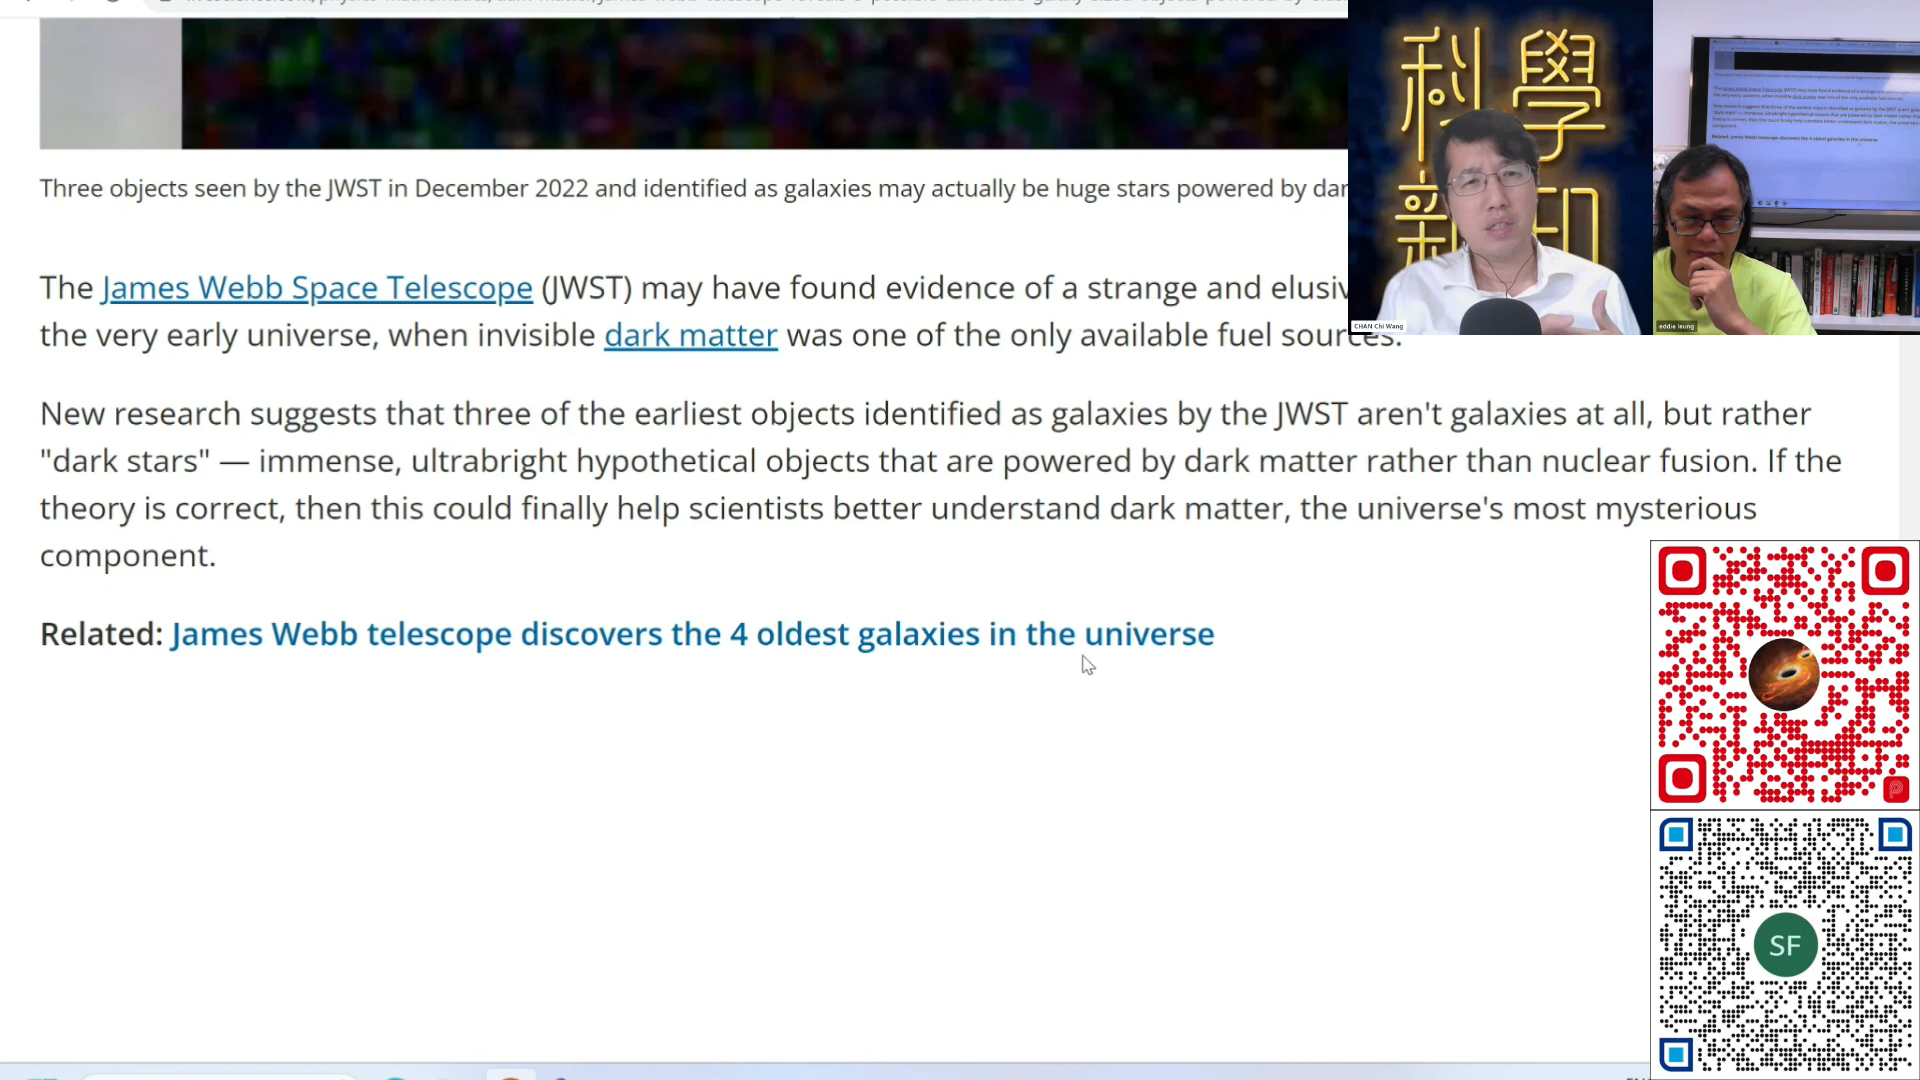 Three objects seen by the JWST in December 2022 and identified as galaxies may actually be huge stars powered by dar
The James Webb Space Telescope (JWST) may have found evidence of a strange and elusiv
the very early universe, when invisible dark matter was one of the only available fuel sources.
New research suggests that three of the earliest objects identified as galaxies by the JWST aren't galaxies at all, but rather
"dark stars" — immense, ultrabright hypothetical objects that are powered by dark matter rather than nuclear fusion. If the
theory is correct, then this could finally help scientists better understand dark matter, the universe's most mysterious
component.
Related: James Webb telescope discovers the 4 oldest galaxies in the universe
科學
新
CHAN Chi Wang
eddie leung
SF